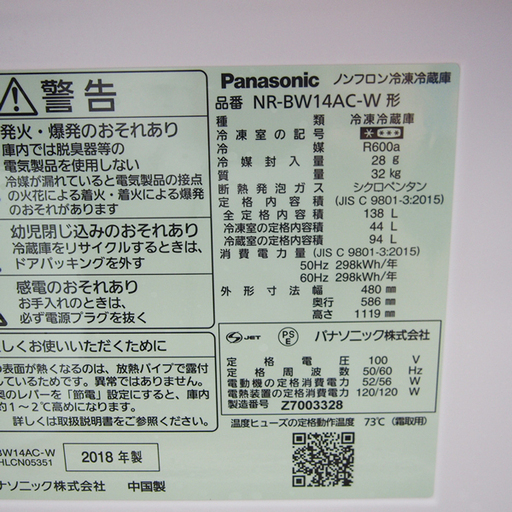 警告
発火・爆発のおそれあり
庫内では脱臭器等の
電気製品を使用しない
冷媒が漏れていると電気製品の接点
の火花による着火・着火による爆発
のおそれあり
幼児閉じ込みのおそれあり
冷蔵庫をリサイクルするときは、
ドアパッキングを外す
感電のおそれあり
お手入れのときは、
必ず電源プラグを抜く
しくお使いいただくために
の表面が熱くなるのは、放熱パイプで露付
しているためで、異常ではありません。
奥のレバーを「節電」設定にすると、庫内
約1～2℃高めになります。
詳しくは取扱説明書をご参照ください。
BW14AC-W
HLCN05351
2018年製
ナソニック株式会社 中国製
Panasonic ノンフロン冷凍冷蔵庫
品番 NR-BW14AC-W 形
種類 冷凍冷蔵庫
冷凍室の記号
冷媒 R600a
冷媒封入量 28 g
質量 32 kg
断熱発泡ガス シクロペンタン
定格内容積 (JIS C 9801-3:2015)
全定格内容積 138 L
冷凍室の定格内容積 44 L
冷蔵室の定格内容積 94 L
消費電力量 (JIS C 9801-3:2015)
50Hz 298kWh/年
60Hz 298kWh/年
外形寸法 幅 480 mm
奥行 586 mm
高さ 1119 mm
JET PSE パナソニック株式会社
定格電圧 100 V
定格周波数 50/60 Hz
電動機の定格消費電力 52/56 W
電熱装置の定格消費電力 120/120 W
製造番号 Z7003328
温度ヒューズの定格動作温度 73℃ (霜取用)